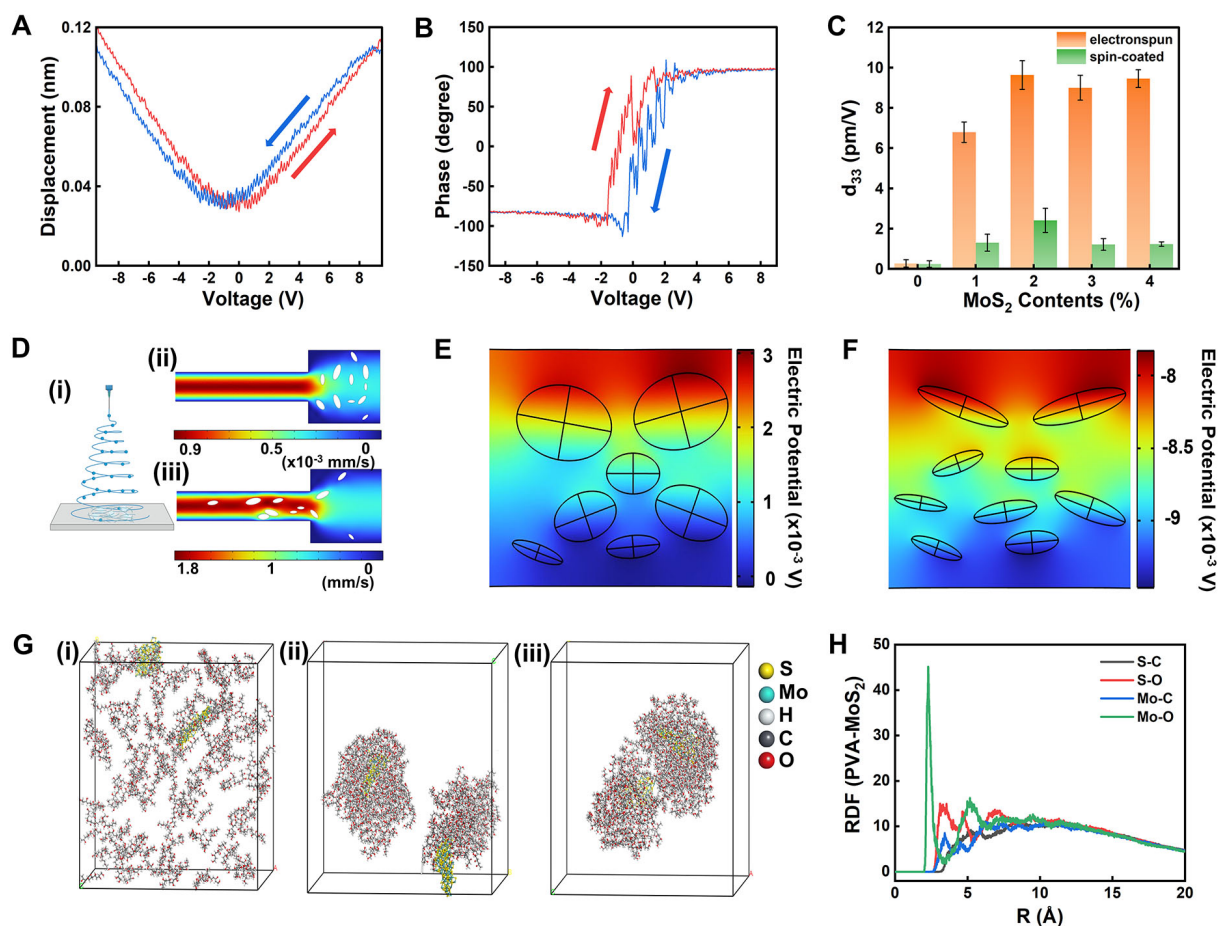 A
Displacement (nm)
0.12
0.08
0.04
0.00
-8 -6 -4 -2 0 2 4 6 8
Voltage (V)
B
Phase (degree)
150
100
50
0
-50
-100
-150
-8 -6 -4 -2 0 2 4 6 8
Voltage (V)
C
d33 (pm/V)
12
10
8
6
4
2
0
electronspun
spin-coated
0 1 2 3 4
MoS2 Contents (%)
D
(i)
(ii)
0.9 0.5 0
(x10-3 mm/s)
(iii)
1.8 1 0
(mm/s)
E
3
2
1
0
Electric Potential (x10-3 V)
F
-8
-8.5
-9
Electric Potential (x10-3 V)
G
(i)
(ii)
(iii)
S
Mo
H
C
O
H
RDF (PVA-MoS2)
50
40
30
20
10
0
S-C
S-O
Mo-C
Mo-O
0 5 10 15 20
R (Å)